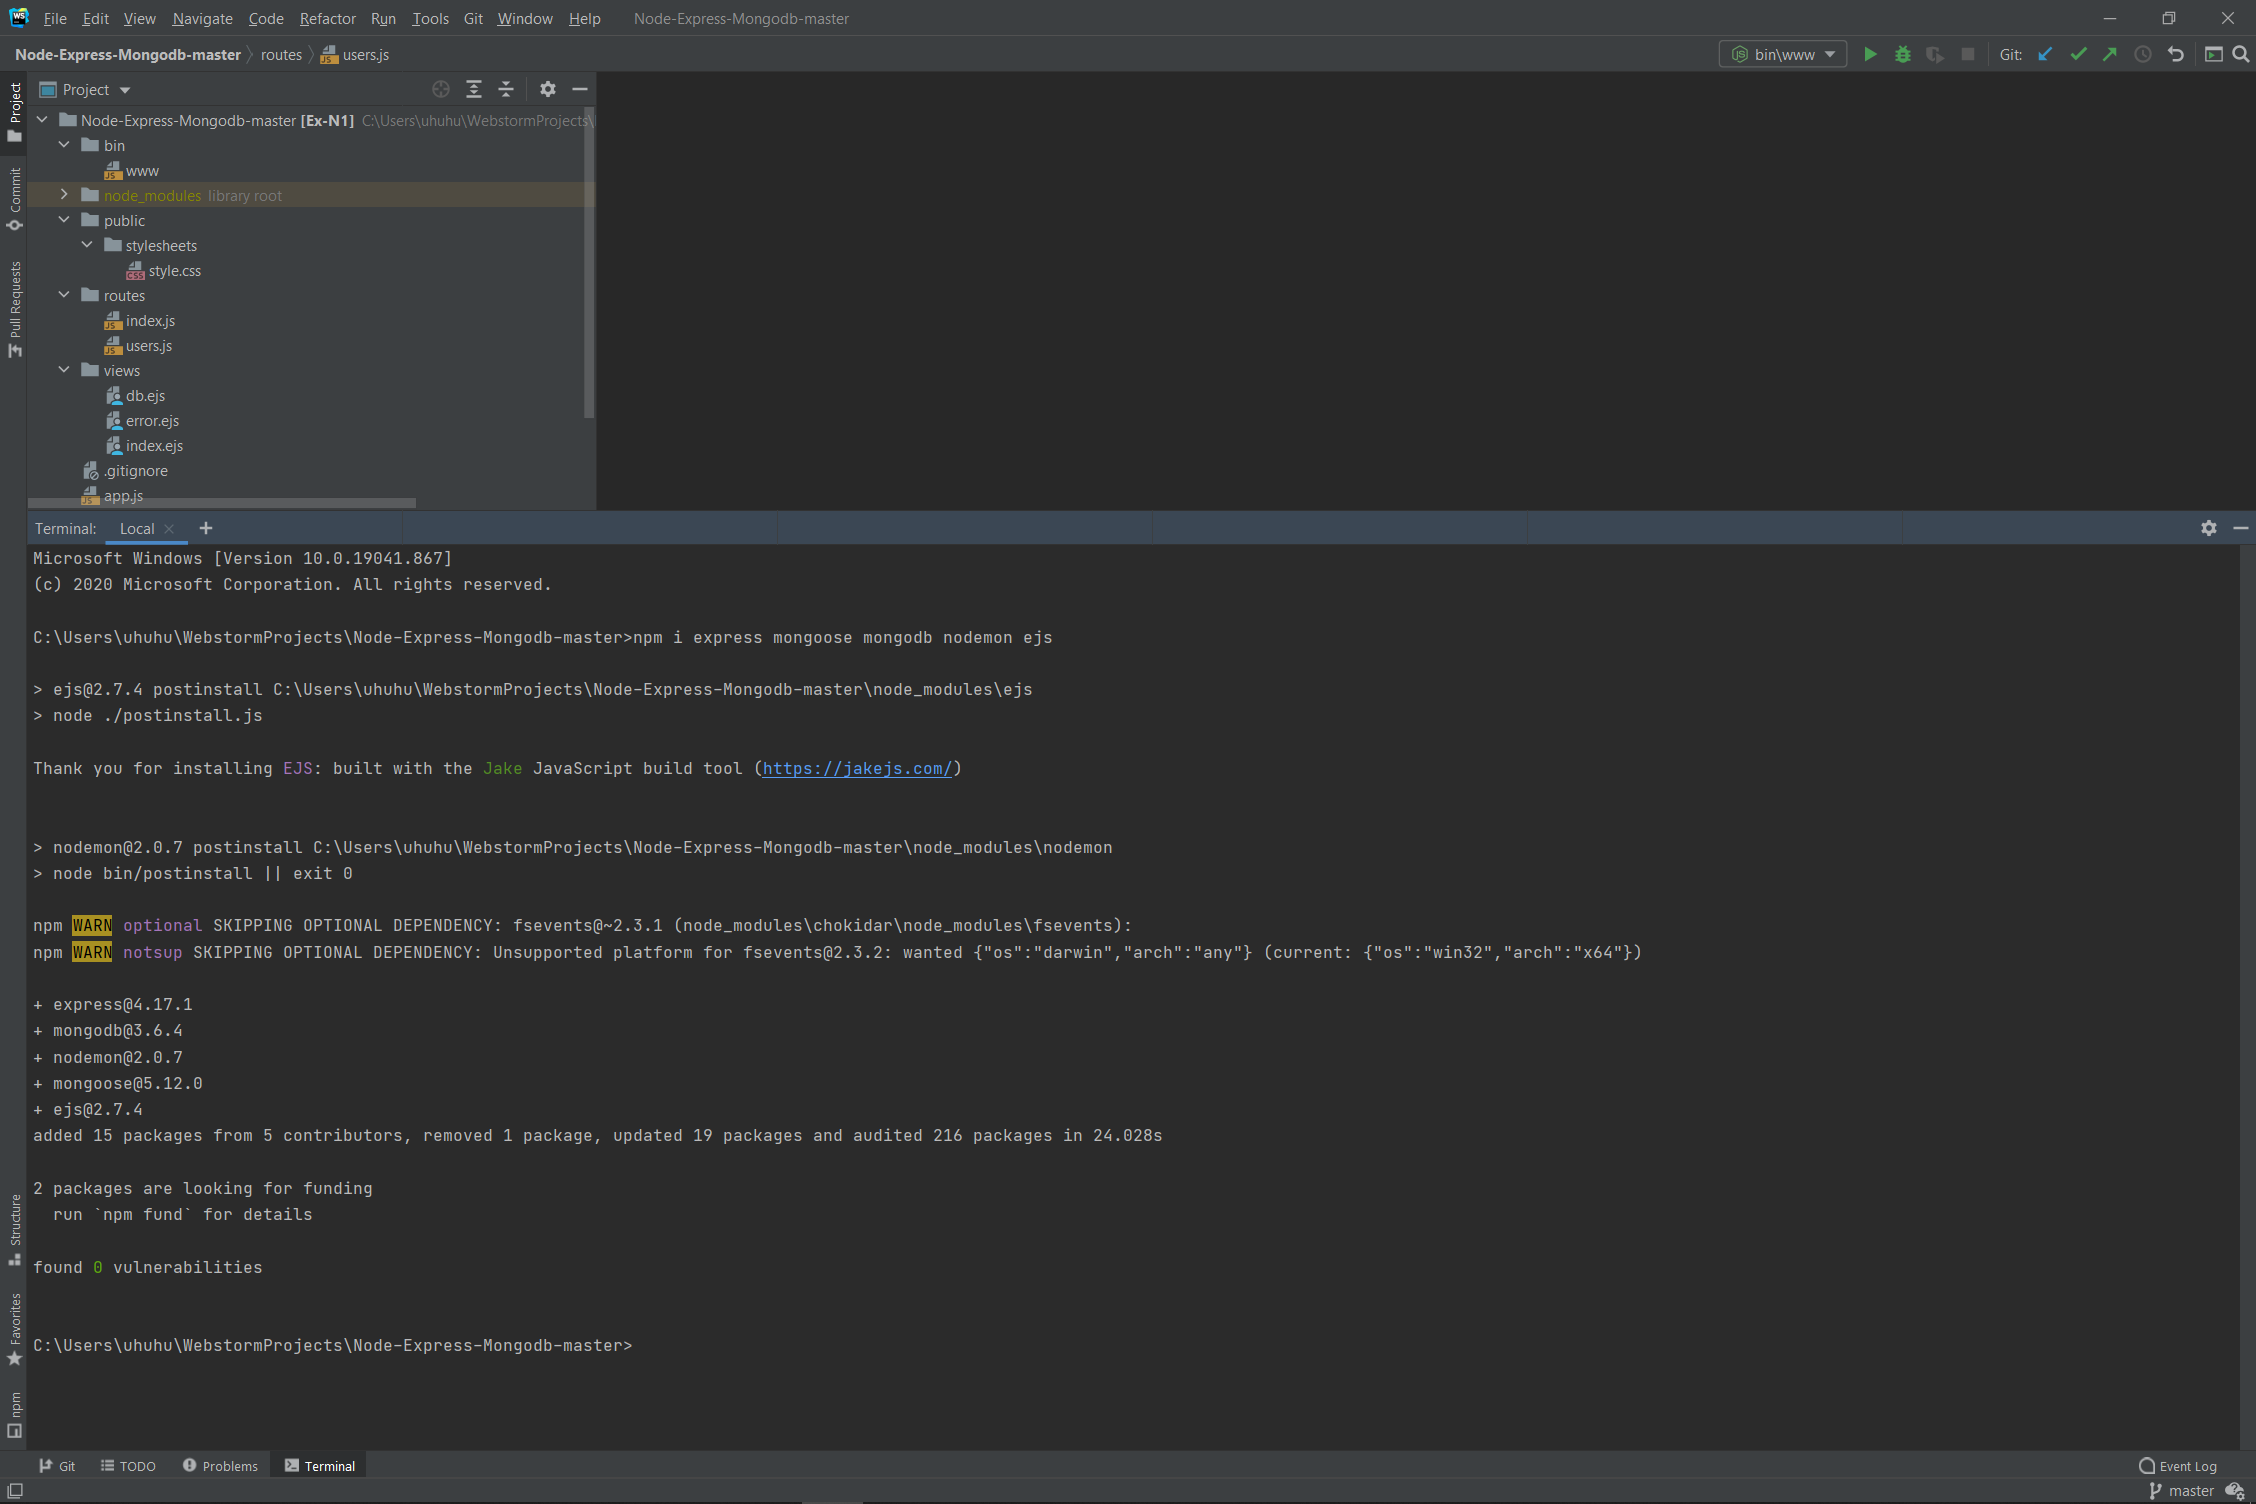 File Edit View Navigate Code Refactor Run Tools Git Window Help Node-Express-Mongodb-master
Node-Express-Mongodb-master routes users.js bin\www Git:
Project
Project
Node-Express-Mongodb-master [Ex-N1] C:\Users\uhuhu\WebstormProjects\
bin
www
node_modules library root
public
stylesheets
style.css
routes
index.js
users.js
views
db.ejs
error.ejs
index.ejs
.gitignore
app.js
Commit
Pull Requests
Terminal: Local
Microsoft Windows [Version 10.0.19041.867]
(c) 2020 Microsoft Corporation. All rights reserved.
C:\Users\uhuhu\WebstormProjects\Node-Express-Mongodb-master>npm i express mongoose mongodb nodemon ejs
> ejs@2.7.4 postinstall C:\Users\uhuhu\WebstormProjects\Node-Express-Mongodb-master\node_modules\ejs
> node ./postinstall.js
Thank you for installing EJS: built with the Jake JavaScript build tool (https://jakejs.com/)
> nodemon@2.0.7 postinstall C:\Users\uhuhu\WebstormProjects\Node-Express-Mongodb-master\node_modules\nodemon
> node bin/postinstall || exit 0
npm WARN optional SKIPPING OPTIONAL DEPENDENCY: fsevents@~2.3.1 (node_modules\chokidar\node_modules\fsevents):
npm WARN notsup SKIPPING OPTIONAL DEPENDENCY: Unsupported platform for fsevents@2.3.2: wanted {"os":"darwin","arch":"any"} (current: {"os":"win32","arch":"x64"})
+ express@4.17.1
+ mongodb@3.6.4
+ nodemon@2.0.7
+ mongoose@5.12.0
+ ejs@2.7.4
added 15 packages from 5 contributors, removed 1 package, updated 19 packages and audited 216 packages in 24.028s
2 packages are looking for funding
run `npm fund` for details
found 0 vulnerabilities
C:\Users\uhuhu\WebstormProjects\Node-Express-Mongodb-master>
Structure
Favorites
npm
Git TODO Problems Terminal Event Log
master